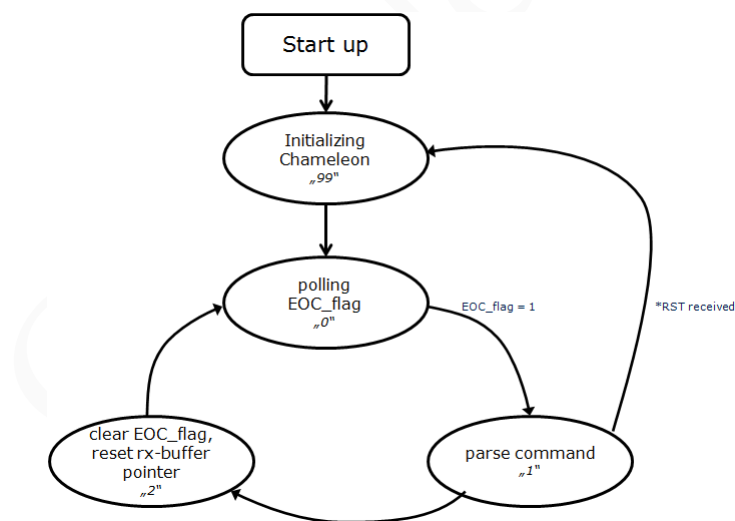 Start up
Initializing
Chameleon
„99“
polling
EOC_flag
„0“
EOC_flag = 1
*RST received
clear EOC_flag,
reset rx-buffer
pointer
„2“
parse command
„1“